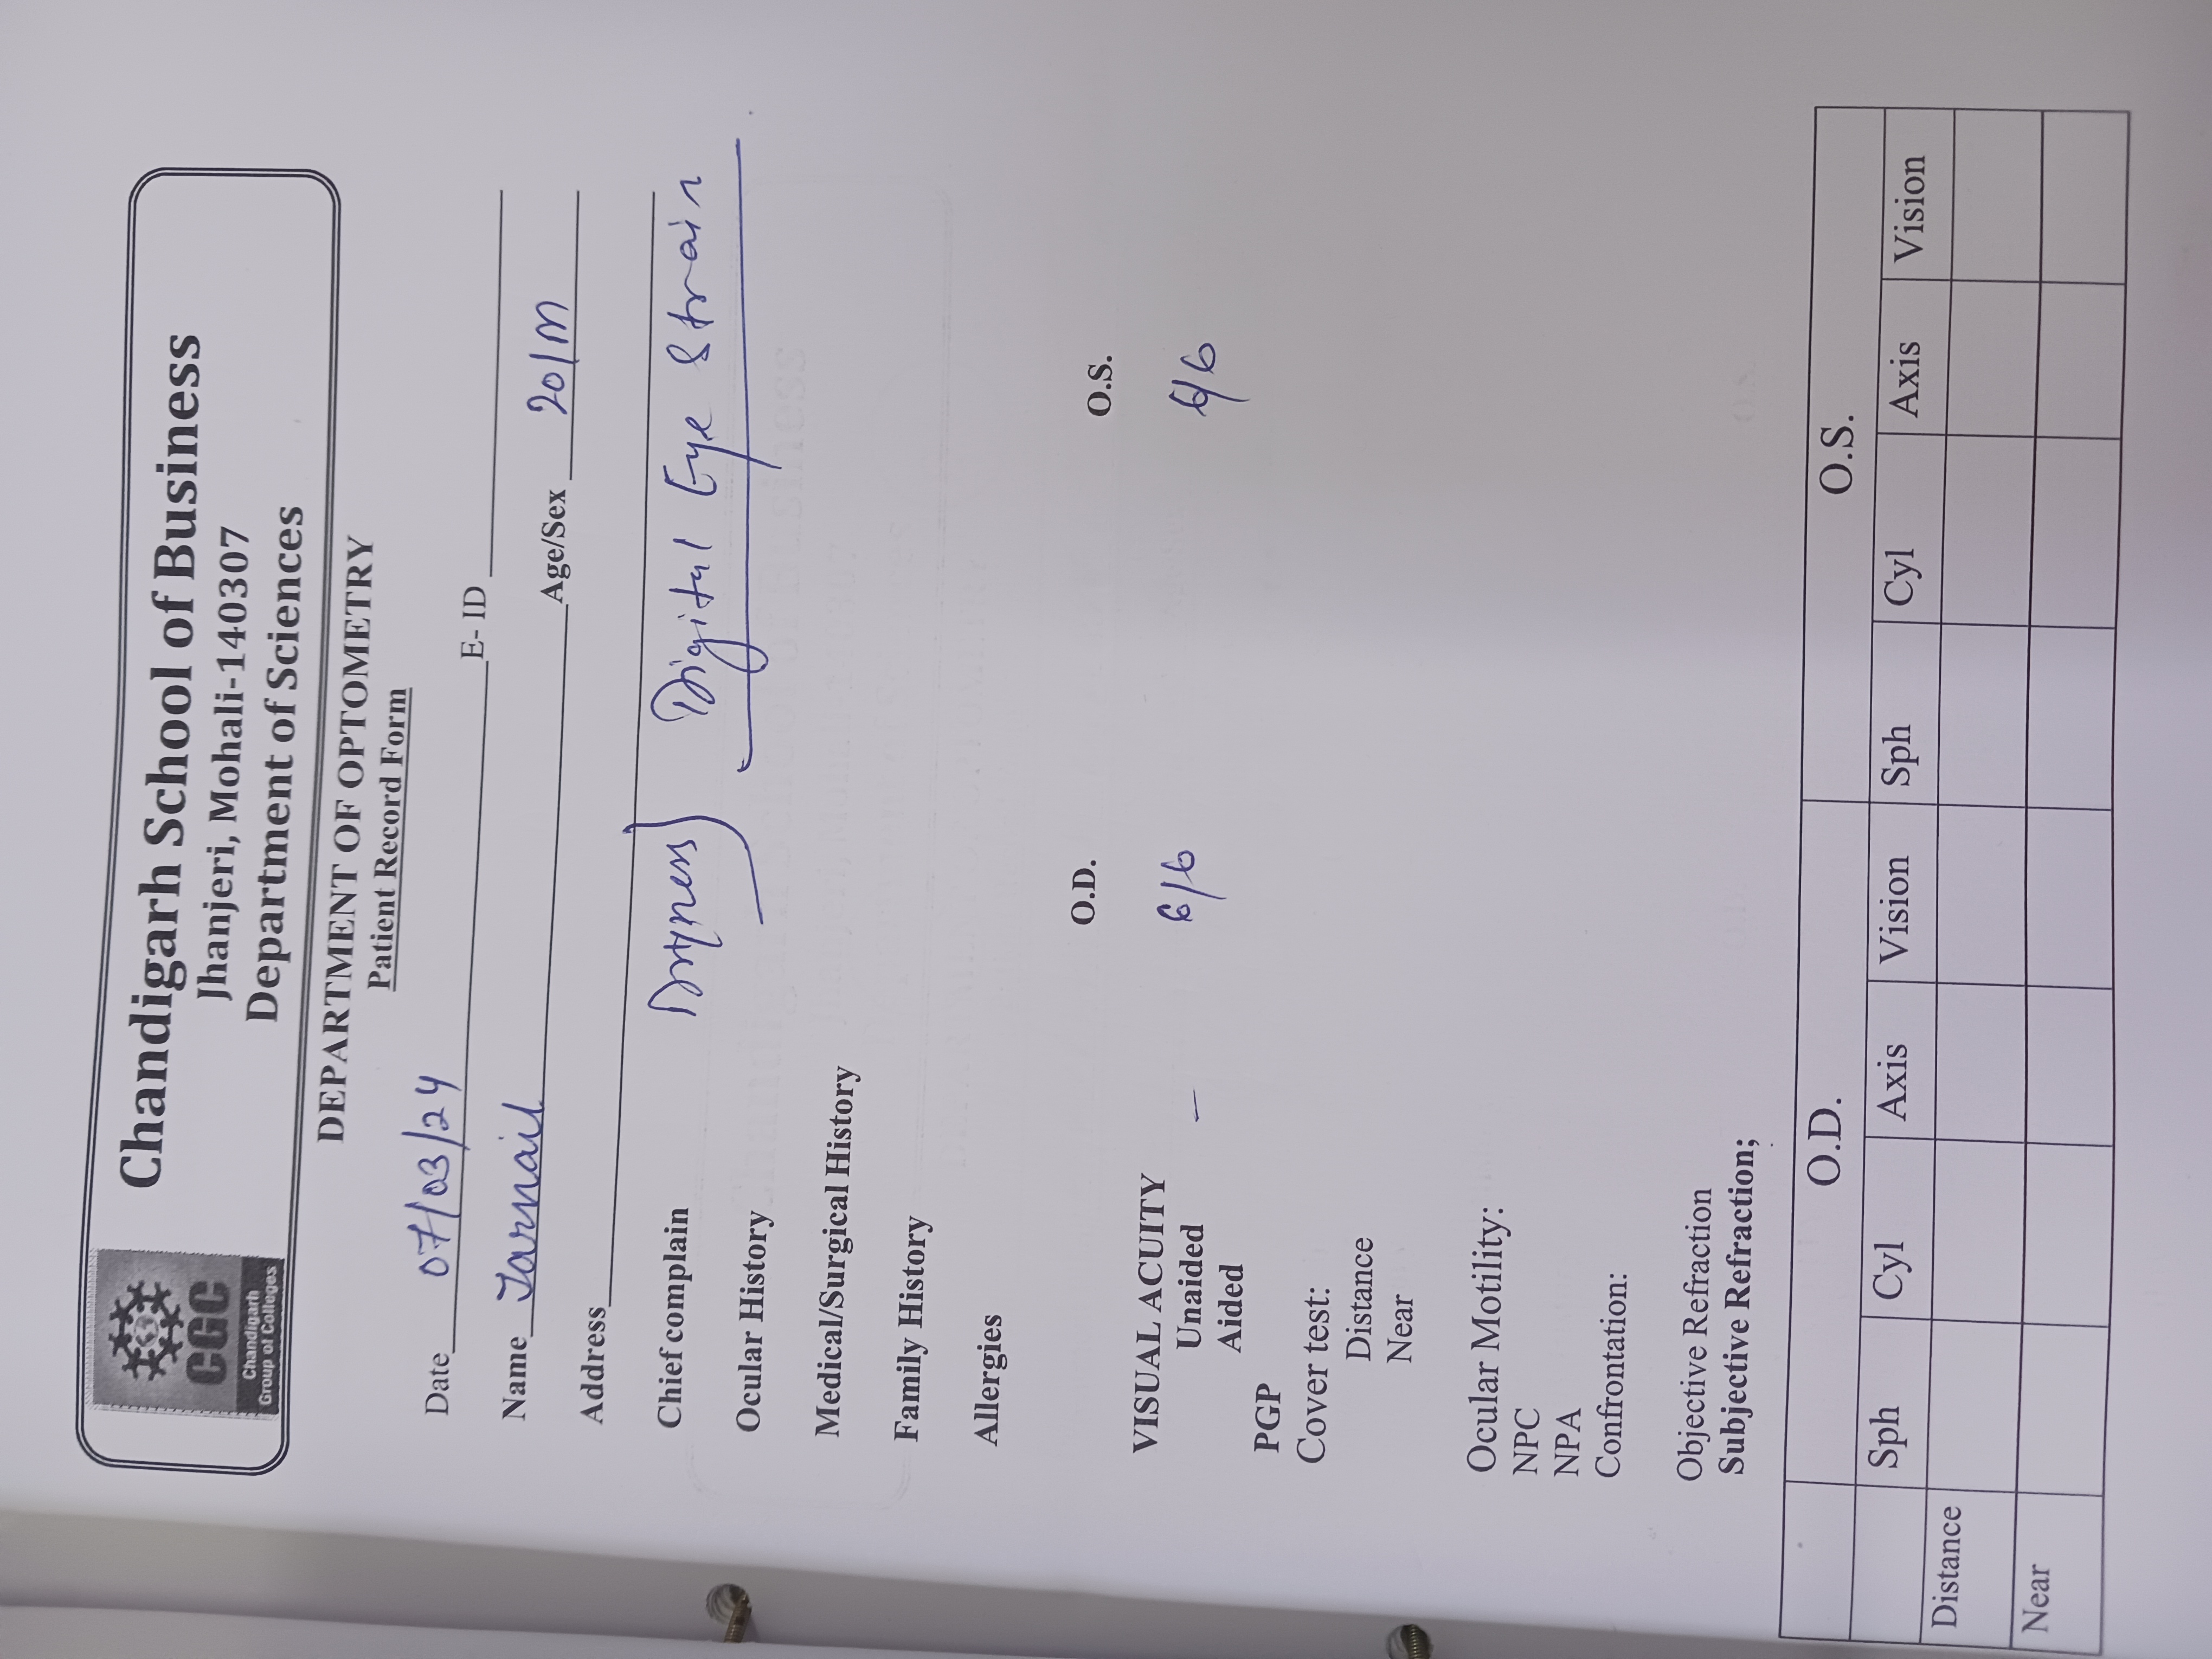 CGC
Chandigarh
Group of Colleges
Chandigarh School of Business
Jhanjeri, Mohali-140307
Department of Sciences
DEPARTMENT OF OPTOMETRY
Patient Record Form
Date 07/03/24 E- ID
Name Jarnail Age/Sex 20/M
Address
Chief complain Dryness Digital Eye Strain
Ocular History
Medical/Surgical History
Family History
Allergies
O.D. O.S.
VISUAL ACUITY
Unaided — 6/6 6/6
Aided
PGP
Cover test:
Distance
Near
Ocular Motility:
NPC
NPA
Confrontation:
Objective Refraction
Subjective Refraction;
O.D. O.S.
Sph Cyl Axis Vision Sph Cyl Axis Vision
Distance
Near